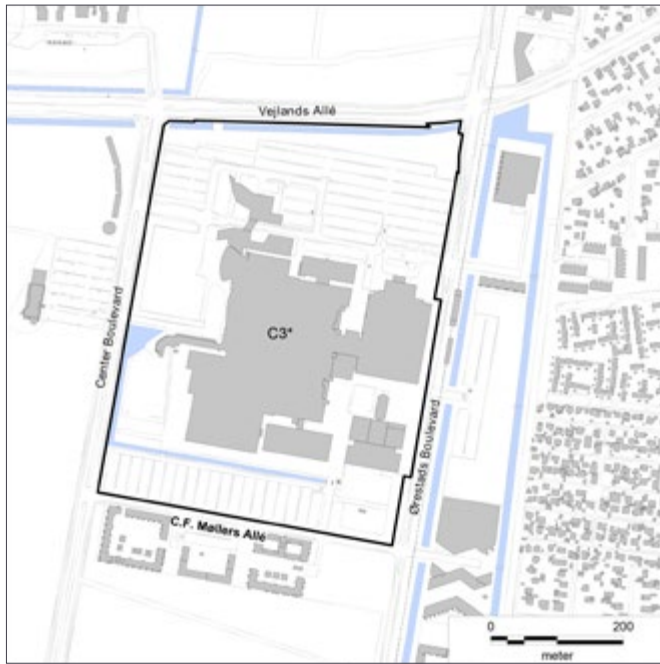 Vejlands Allé
Center Boulevard
C3*
Ørestads Boulevard
C.F. Møllers Allé
0 200
meter